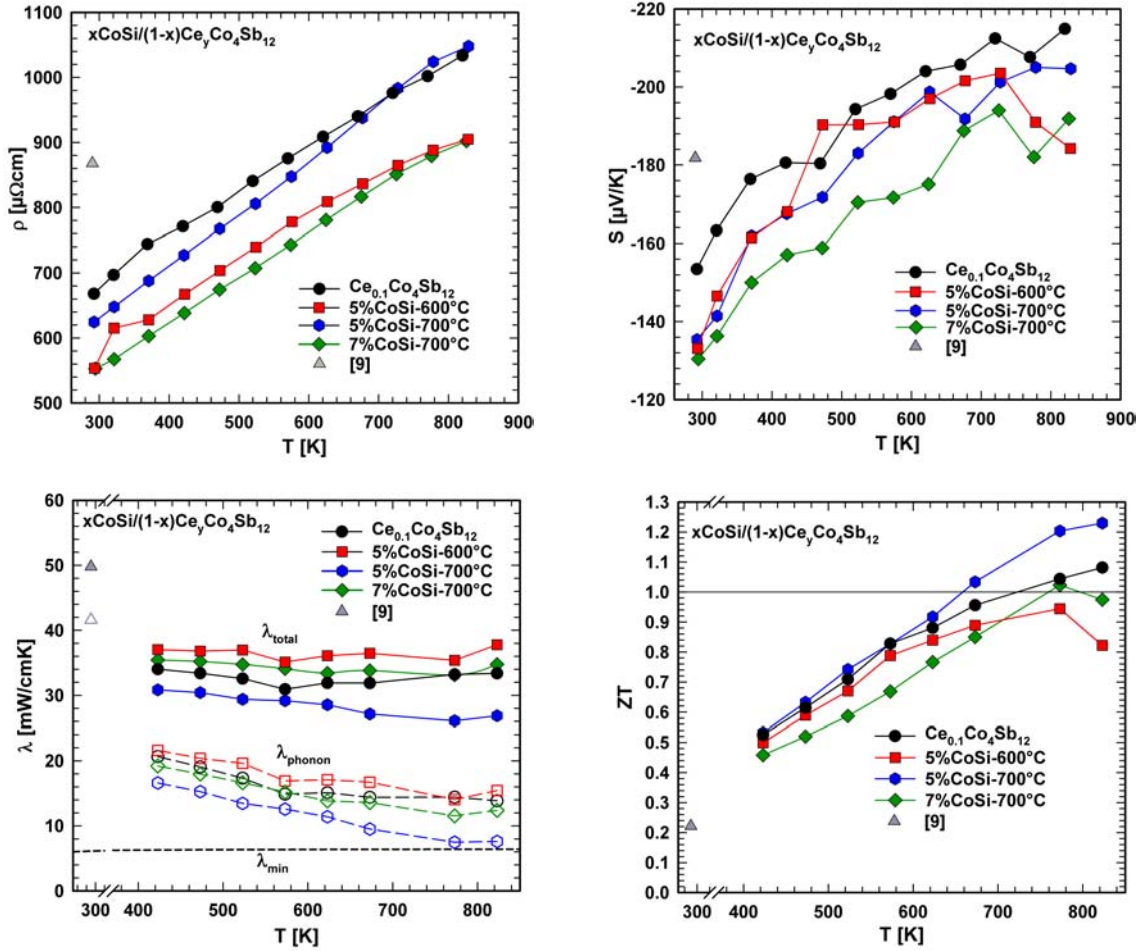 xCoSi/(1-x)CeyCo4Sb12
1100
1000
900
800
700
600
500
ρ [μΩcm]
Ce0.1Co4Sb12
5%CoSi-600°C
5%CoSi-700°C
7%CoSi-700°C
[9]
300 400 500 600 700 800 900
T [K]
-220
-200
-180
-160
-140
-120
S [μV/K]
xCoSi/(1-x)CeyCo4Sb12
Ce0.1Co4Sb12
5%CoSi-600°C
5%CoSi-700°C
7%CoSi-700°C
[9]
300 400 500 600 700 800 900
T [K]
60
50
40
30
20
10
0
λ [mW/cmK]
xCoSi/(1-x)CeyCo4Sb12
Ce0.1Co4Sb12
5%CoSi-600°C
5%CoSi-700°C
7%CoSi-700°C
[9]
λtotal
λphonon
λmin
300 400 500 600 700 800
T [K]
1.3
1.2
1.1
1.0
0.9
0.8
0.7
0.6
0.5
0.4
0.3
0.2
0.1
0.0
ZT
xCoSi/(1-x)CeyCo4Sb12
Ce0.1Co4Sb12
5%CoSi-600°C
5%CoSi-700°C
7%CoSi-700°C
[9]
300 400 500 600 700 800
T [K]